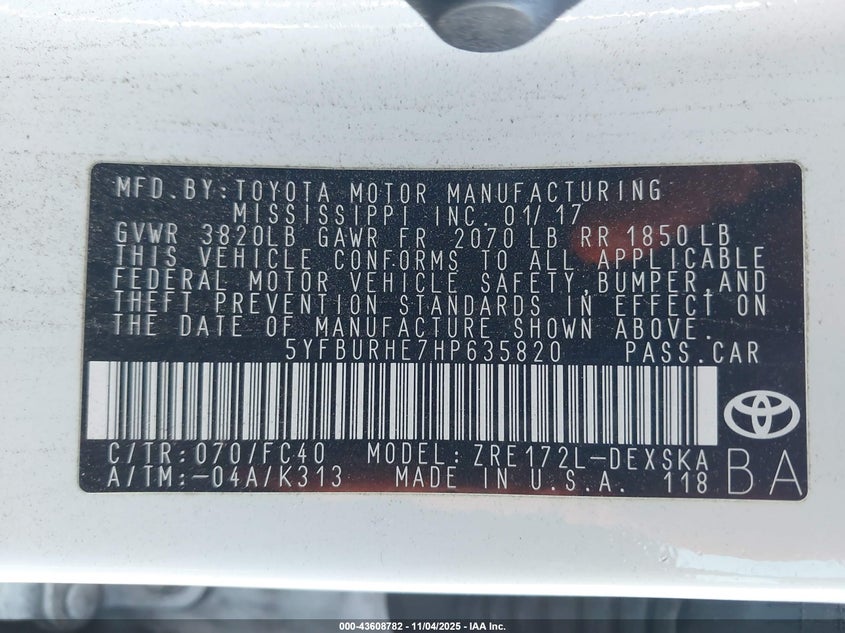 MFD.BY:TOYOTA MOTOR MANUFACTURING
MISSISSIPPI INC. 01/17
GVWR 3820LB GAWR FR 2070 LB RR 1850 LB
THIS VEHICLE CONFORMS TO ALL APPLICABLE
FEDERAL MOTOR VEHICLE SAFETY,BUMPER,AND
THEFT PREVENTION STANDARDS IN EFFECT ON
THE DATE OF MANUFACTURE SHOWN ABOVE.
5YFBURHE7HP635820 PASS.CAR
C/TR:070/FC40 MODEL:ZRE172L-DEXSKA
A/TM:-04A/K313 MADE IN U.S.A. 118
BA
000-43608782 - 11/04/2025 - IAA Inc.